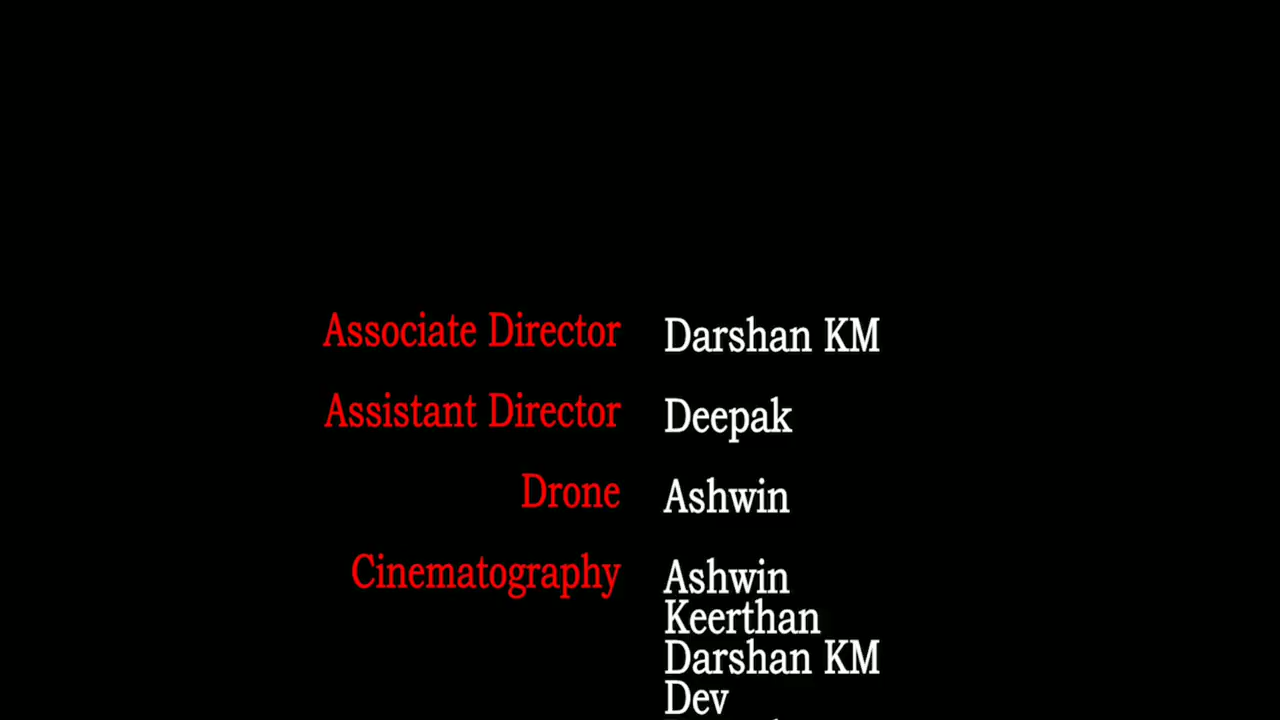 Associate Director Darshan KM
Assistant Director Deepak
Drone Ashwin
Cinematography Ashwin
Keerthan
Darshan KM
Dev